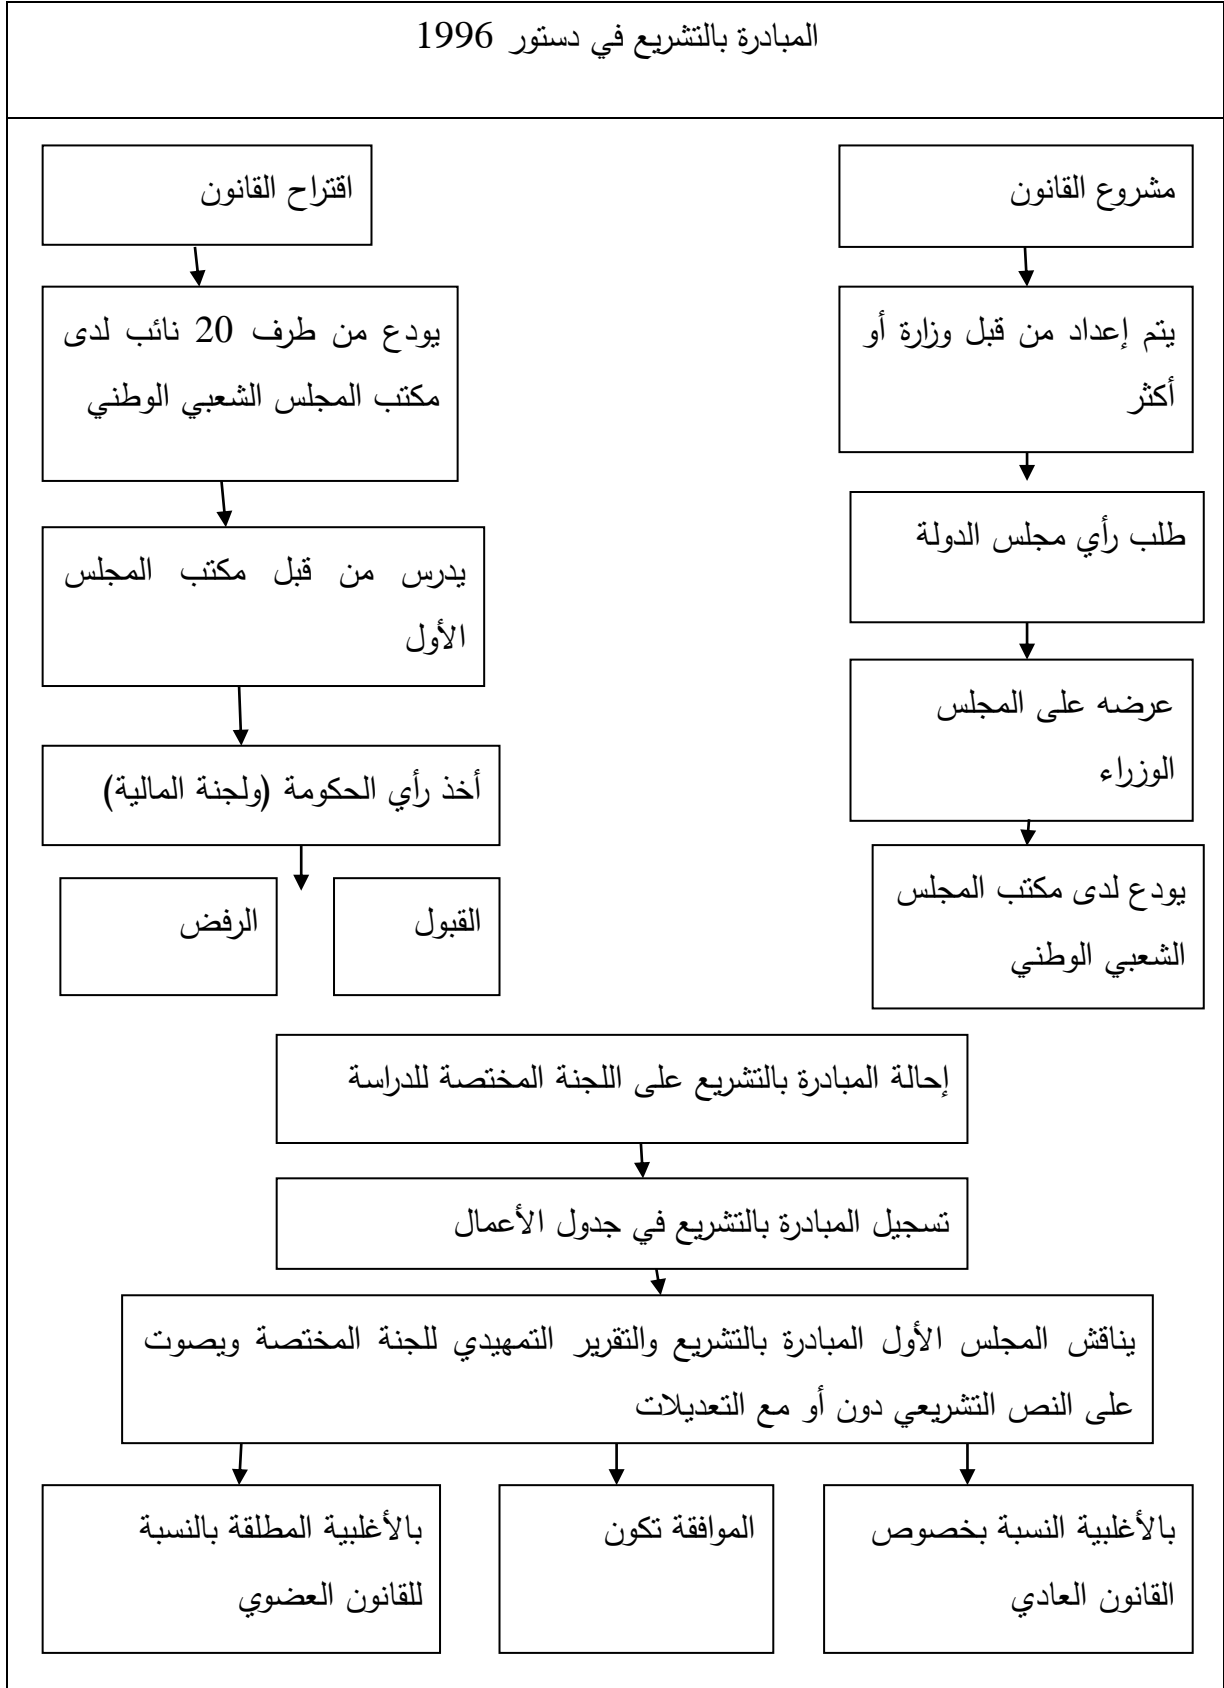 المبادرة بالتشريع في دستور 1996
مشروع القانون
يتم إعداد من قبل وزارة أو
أكثر
طلب رأي مجلس الدولة
عرضه على المجلس
الوزراء
يودع لدى مكتب المجلس
الشعبي الوطني
اقتراح القانون
يودع من طرف 20 نائب لدى
مكتب المجلس الشعبي الوطني
يدرس من قبل مكتب المجلس
الأول
أخذ رأي الحكومة (ولجنة المالية)
القبول
الرفض
إحالة المبادرة بالتشريع على اللجنة المختصة للدراسة
تسجيل المبادرة بالتشريع في جدول الأعمال
يناقش المجلس الأول المبادرة بالتشريع والتقرير التمهيدي للجنة المختصة ويصوت
على النص التشريعي دون أو مع التعديلات
بالأغلبية النسبة بخصوص
القانون العادي
الموافقة تكون
بالأغلبية المطلقة بالنسبة
للقانون العضوي